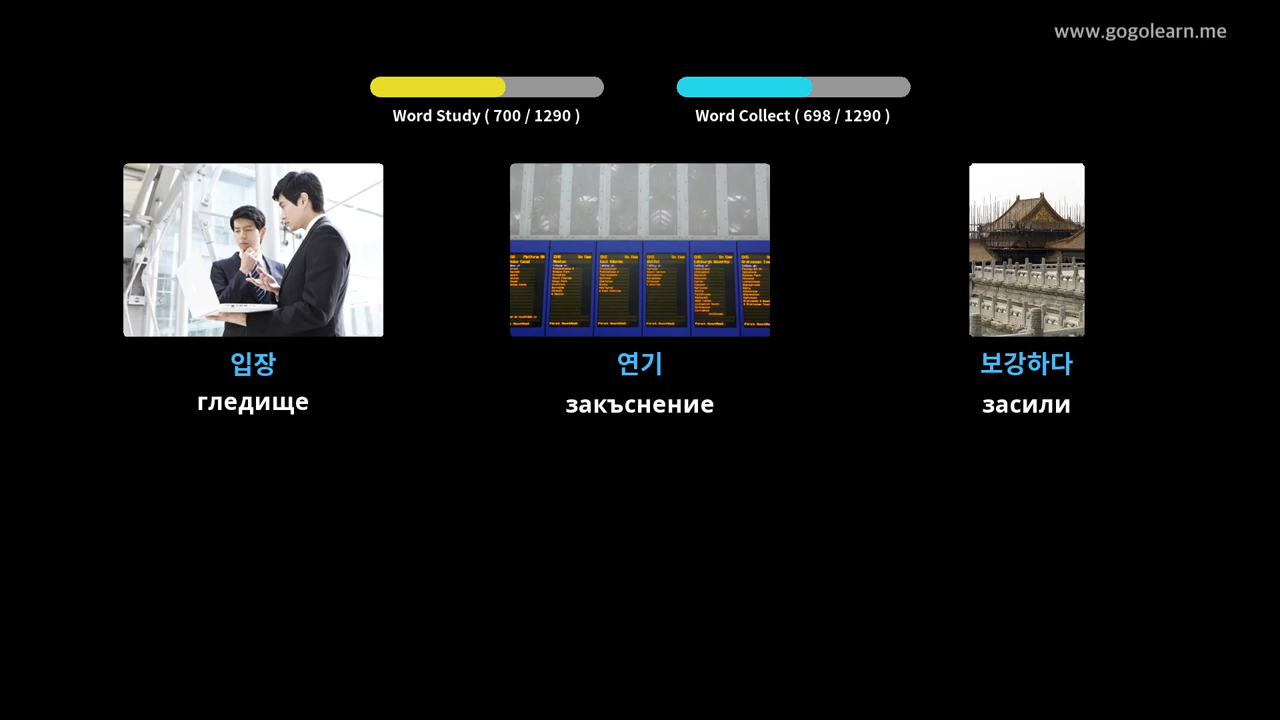 www.gogolearn.me
Word Study ( 700 / 1290 )
Word Collect ( 698 / 1290 )
입장
연기
보강하다
гледище
закъснение
засили